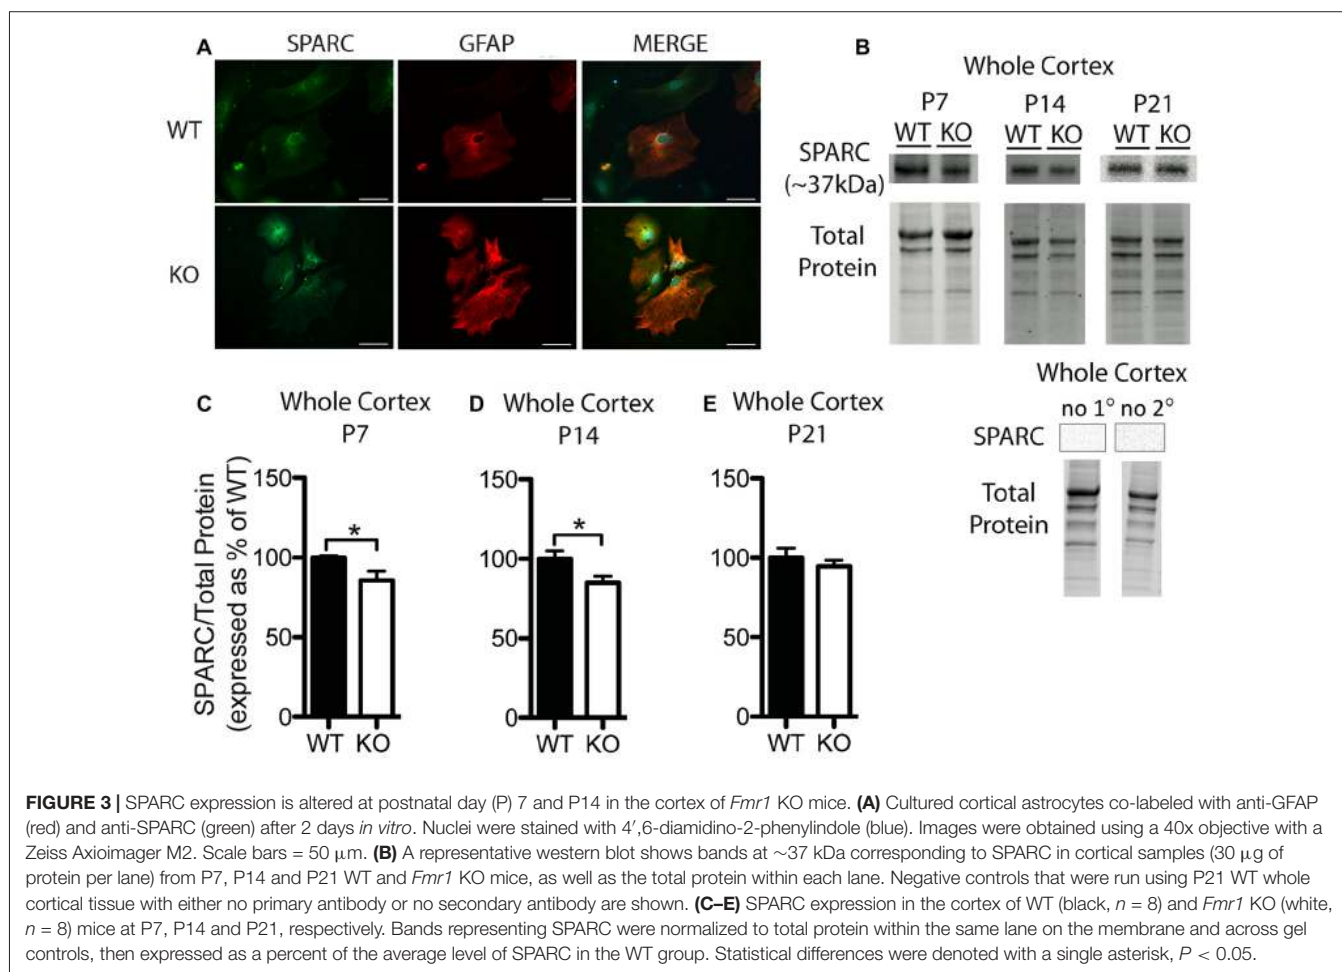 A SPARC GFAP MERGE
WT
KO
B
Whole Cortex
P7 P14 P21
WT KO WT KO WT KO
SPARC
(~37kDa)
Total
Protein
Whole Cortex
no 1° no 2°
SPARC
Total
Protein
C Whole Cortex
P7
D Whole Cortex
P14
E Whole Cortex
P21
SPARC/Total Protein
(expressed as % of WT)
150
100
50
0
*
WT KO
150
100
50
0
*
WT KO
150
100
50
0
WT KO
FIGURE 3 | SPARC expression is altered at postnatal day (P) 7 and P14 in the cortex of Fmr1 KO mice. (A) Cultured cortical astrocytes co-labeled with anti-GFAP
(red) and anti-SPARC (green) after 2 days in vitro. Nuclei were stained with 4′,6-diamidino-2-phenylindole (blue). Images were obtained using a 40x objective with a
Zeiss Axioimager M2. Scale bars = 50 μm. (B) A representative western blot shows bands at ∼37 kDa corresponding to SPARC in cortical samples (30 μg of
protein per lane) from P7, P14 and P21 WT and Fmr1 KO mice, as well as the total protein within each lane. Negative controls that were run using P21 WT whole
cortical tissue with either no primary antibody or no secondary antibody are shown. (C–E) SPARC expression in the cortex of WT (black, n = 8) and Fmr1 KO (white,
n = 8) mice at P7, P14 and P21, respectively. Bands representing SPARC were normalized to total protein within the same lane on the membrane and across gel
controls, then expressed as a percent of the average level of SPARC in the WT group. Statistical differences were denoted with a single asterisk, P < 0.05.